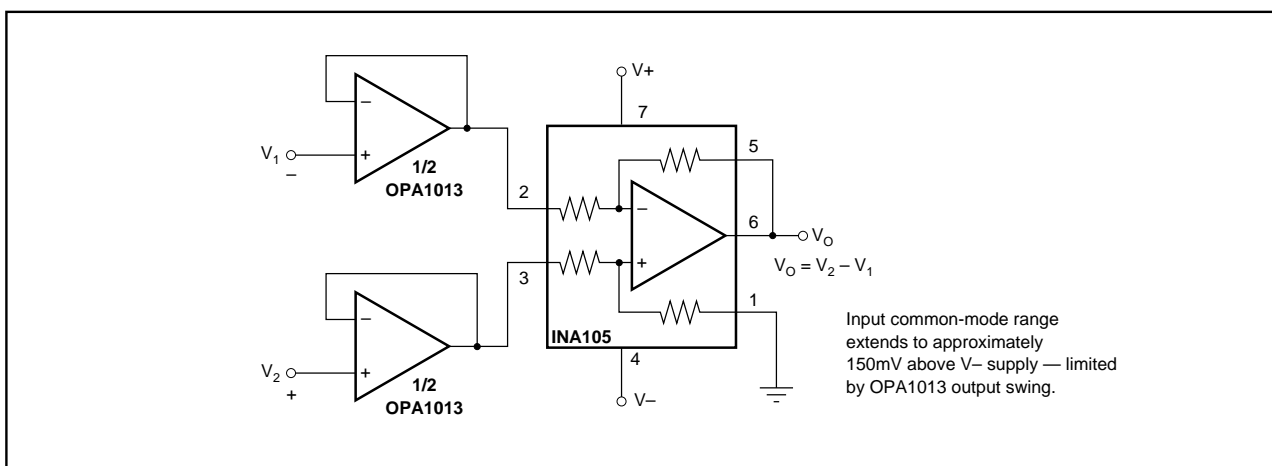 V+
7
–
+
V1
–
1/2
OPA1013
2
5
–
6
VO
+
VO = V2 – V1
3
1
–
+
V2
+
1/2
OPA1013
INA105
4
V–
Input common-mode range
extends to approximately
150mV above V– supply — limited
by OPA1013 output swing.